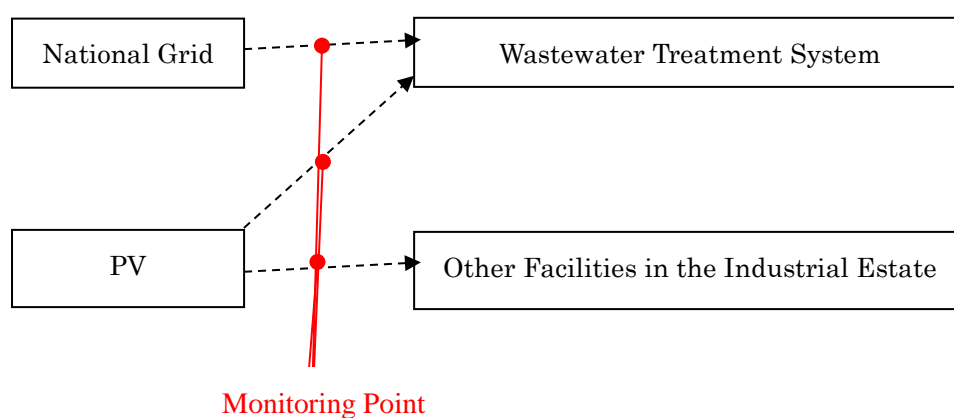 National Grid
Wastewater Treatment System
PV
Other Facilities in the Industrial Estate
Monitoring Point